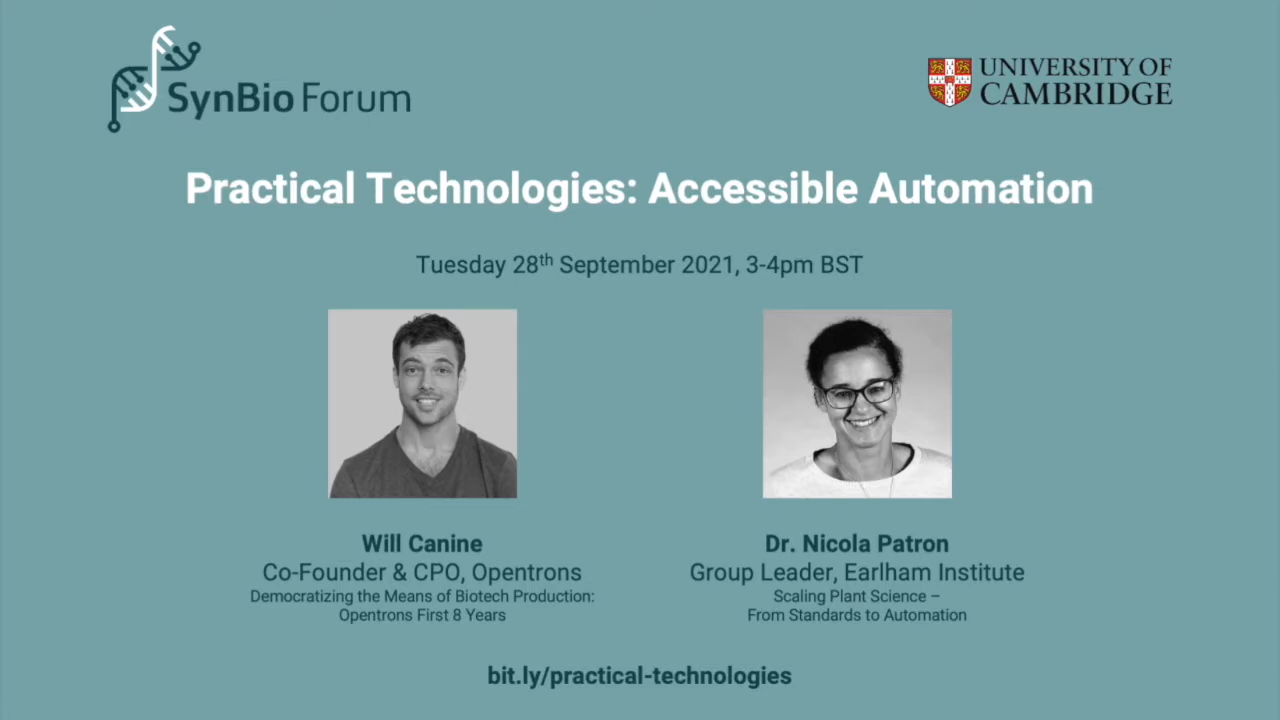 SynBio Forum
UNIVERSITY OF
CAMBRIDGE
Practical Technologies: Accessible Automation
Tuesday 28th September 2021, 3-4pm BST
Will Canine
Co-Founder & CPO, Opentrons
Democratizing the Means of Biotech Production:
Opentrons First 8 Years
Dr. Nicola Patron
Group Leader, Earlham Institute
Scaling Plant Science –
From Standards to Automation
bit.ly/practical-technologies